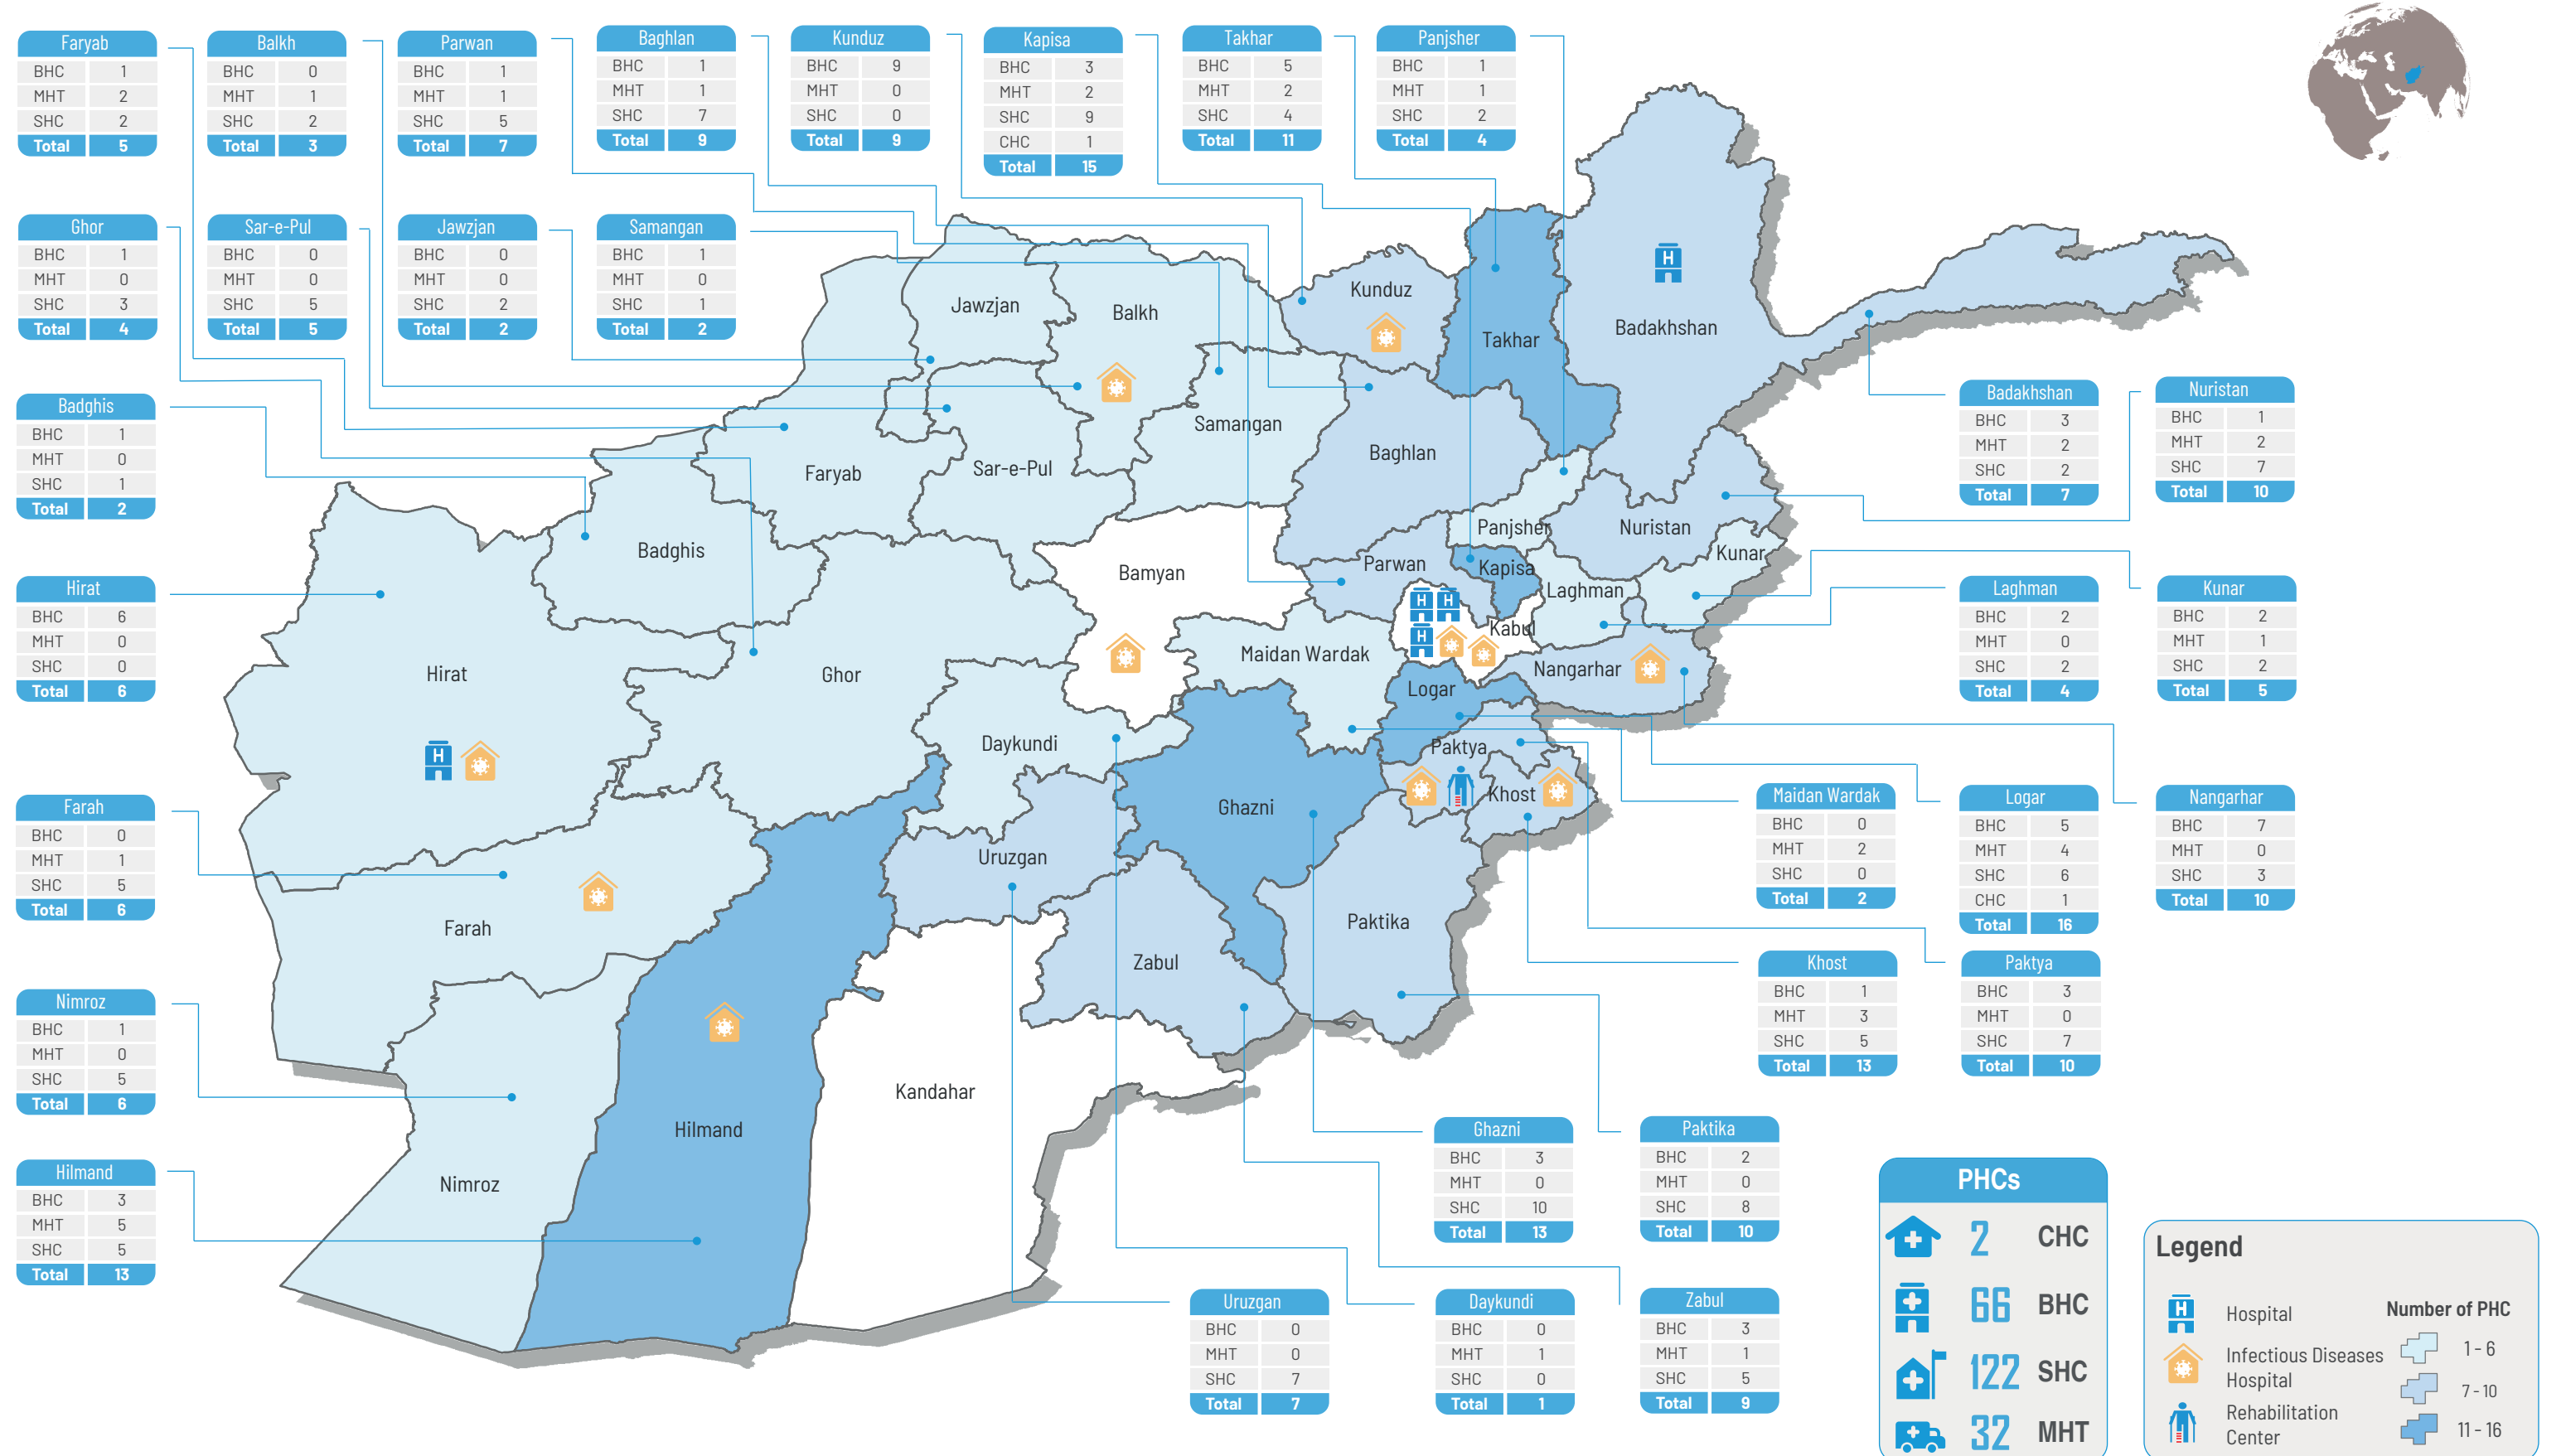 Faryab
BHC 1
MHT 2
SHC 2
Total 5
Balkh
BHC 0
MHT 1
SHC 2
Total 3
Parwan
BHC 1
MHT 1
SHC 5
Total 7
Baghlan
BHC 1
MHT 1
SHC 7
Total 9
Kunduz
BHC 9
MHT 0
SHC 0
Total 9
Kapisa
BHC 3
MHT 2
SHC 9
CHC 1
Total 15
Takhar
BHC 5
MHT 2
SHC 4
Total 11
Panjsher
BHC 1
MHT 1
SHC 2
Total 4
Ghor
BHC 1
MHT 0
SHC 3
Total 4
Sar-e-Pul
BHC 0
MHT 0
SHC 5
Total 5
Jawzjan
BHC 0
MHT 0
SHC 2
Total 2
Samangan
BHC 1
MHT 0
SHC 1
Total 2
Badghis
BHC 1
MHT 0
SHC 1
Total 2
Hirat
BHC 6
MHT 0
SHC 0
Total 6
Farah
BHC 0
MHT 1
SHC 5
Total 6
Nimroz
BHC 1
MHT 0
SHC 5
Total 6
Hilmand
BHC 3
MHT 5
SHC 5
Total 13
Jawzjan
Balkh
Kunduz
H
Takhar
Badakhshan
Samangan
Baghlan
Faryab
Sar-e-Pul
Badghis
Panjsher
Nuristan
Kunar
Bamyan
Parwan
Kapisa
Laghman
H H
H
Kabul
Hirat
Ghor
Maidan Wardak
Nangarhar
Logar
H
Daykundi
Paktya
Khost
Ghazni
Uruzgan
Farah
Paktika
Zabul
Kandahar
Hilmand
Nimroz
Badakhshan
BHC 3
MHT 2
SHC 2
Total 7
Nuristan
BHC 1
MHT 2
SHC 7
Total 10
Laghman
BHC 2
MHT 0
SHC 2
Total 4
Kunar
BHC 2
MHT 1
SHC 2
Total 5
Maidan Wardak
BHC 0
MHT 2
SHC 0
Total 2
Logar
BHC 5
MHT 4
SHC 6
CHC 1
Total 16
Nangarhar
BHC 7
MHT 0
SHC 3
Total 10
Khost
BHC 1
MHT 3
SHC 5
Total 13
Paktya
BHC 3
MHT 0
SHC 7
Total 10
Ghazni
BHC 3
MHT 0
SHC 10
Total 13
Paktika
BHC 2
MHT 0
SHC 8
Total 10
Uruzgan
BHC 0
MHT 0
SHC 7
Total 7
Daykundi
BHC 0
MHT 1
SHC 0
Total 1
Zabul
BHC 3
MHT 1
SHC 5
Total 9
PHCs
2 CHC
66 BHC
122 SHC
32 MHT
Legend
H Hospital
Infectious Diseases
Hospital
Rehabilitation
Center
Number of PHC
1 - 6
7 - 10
11 - 16